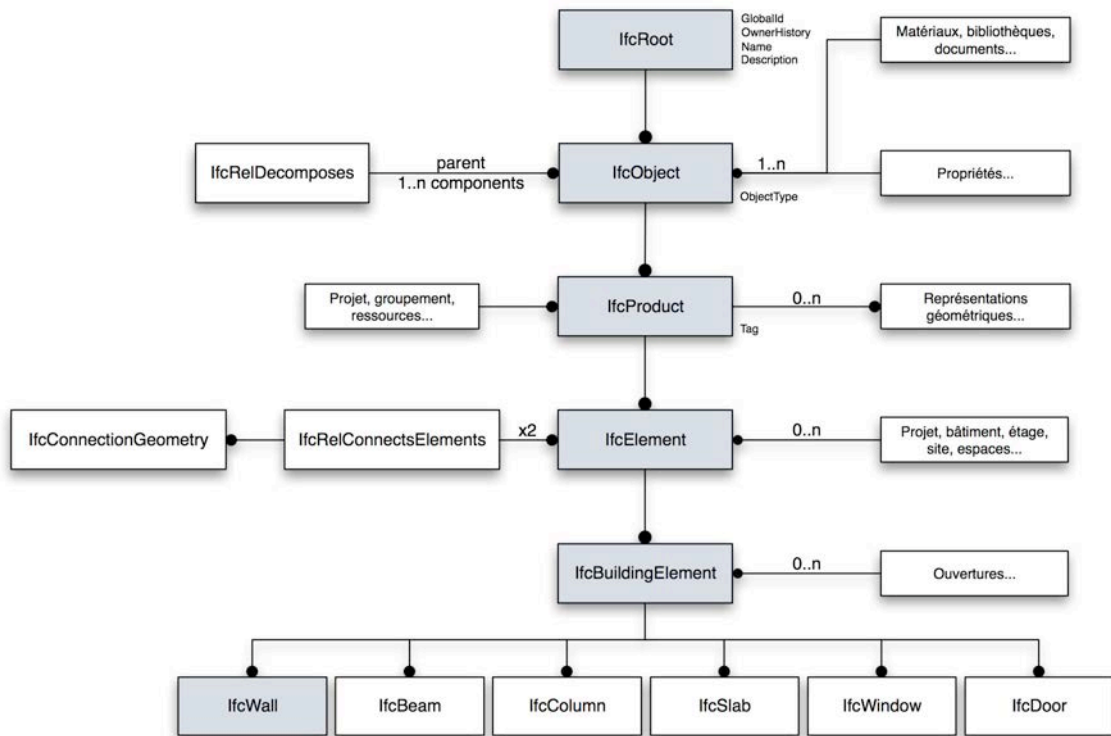 IfcRoot
GlobalId
OwnerHistory
Name
Description
Matériaux, bibliothèques,
documents...
IfcRelDecomposes
parent
1..n components
IfcObject
1..n
ObjectType
Propriétés...
Projet, groupement,
ressources...
IfcProduct
Tag
0..n
Représentations
géométriques...
IfcConnectionGeometry
IfcRelConnectsElements
x2
IfcElement
0..n
Projet, bâtiment, étage,
site, espaces...
IfcBuildingElement
0..n
Ouvertures...
IfcWall
IfcBeam
IfcColumn
IfcSlab
IfcWindow
IfcDoor